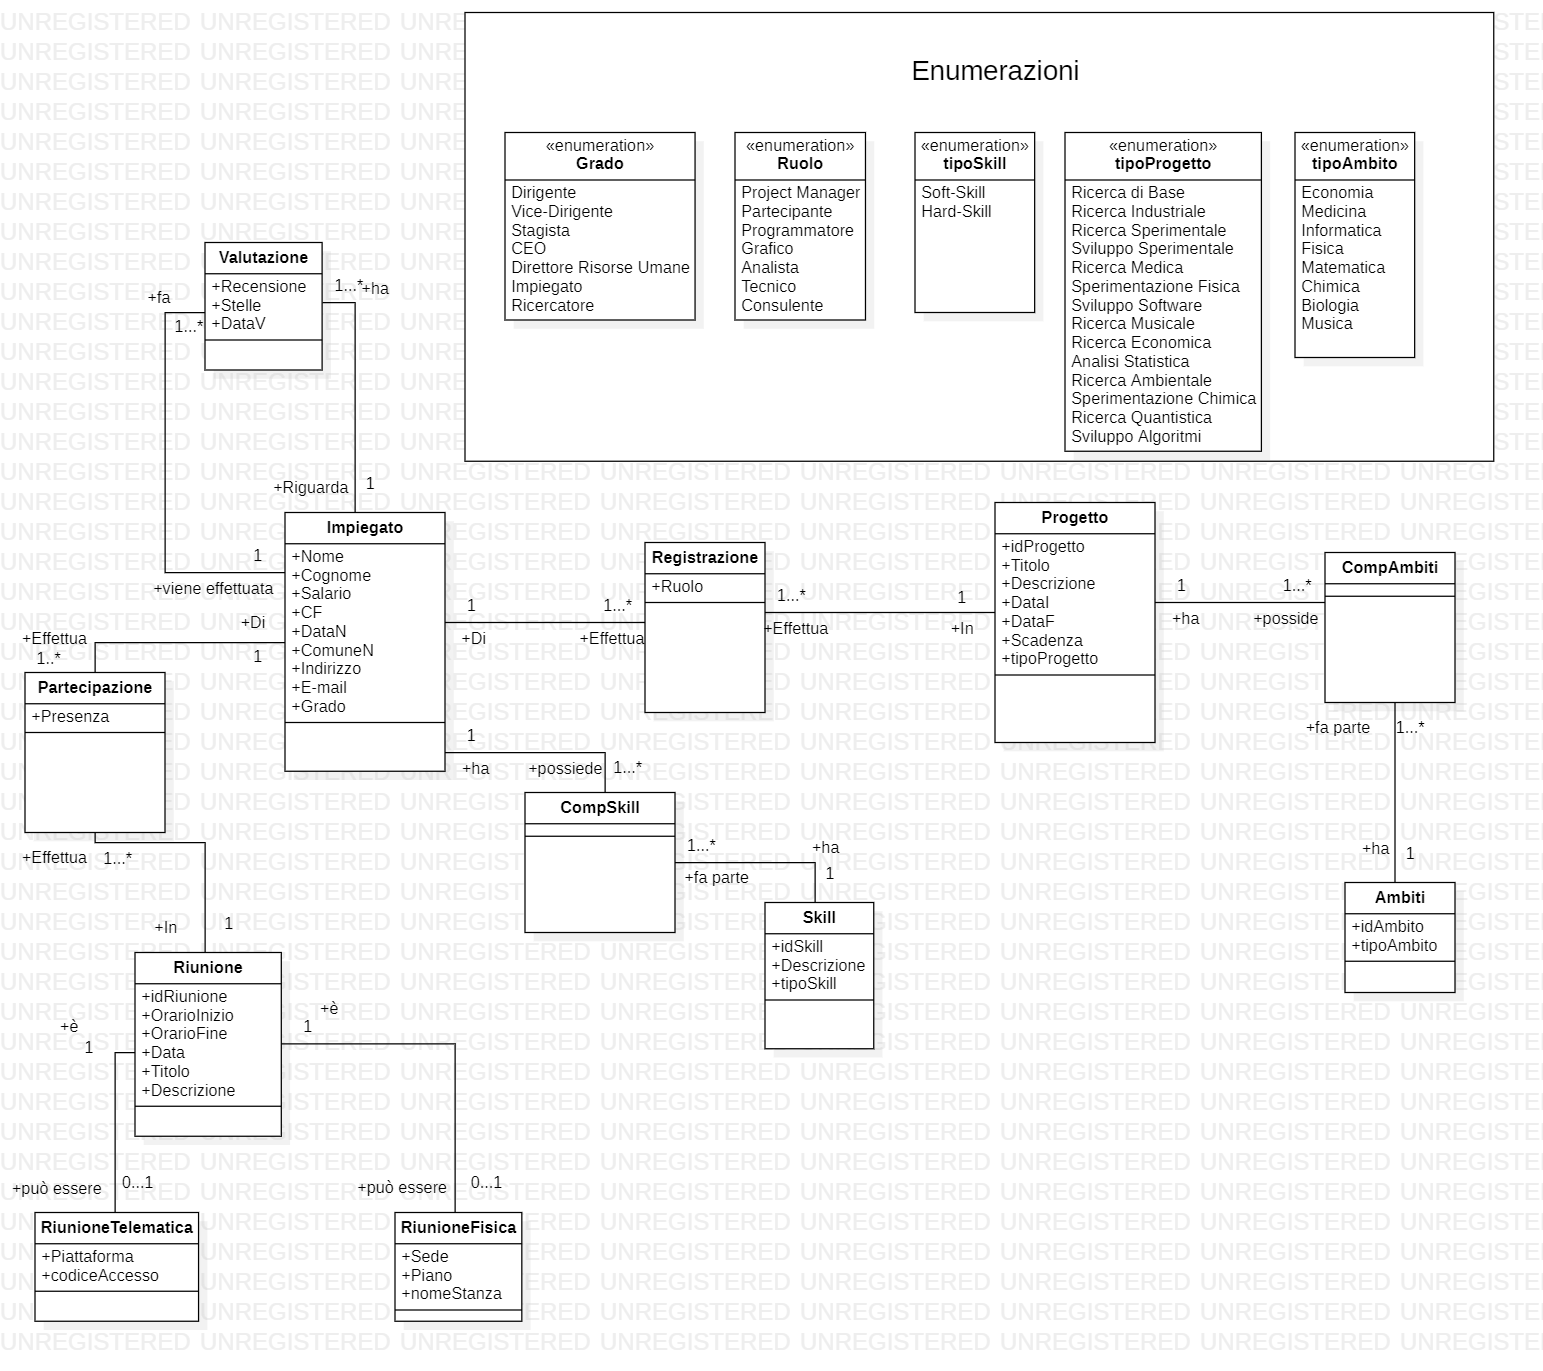 Enumerazioni
«enumeration»
Grado
Dirigente
Vice-Dirigente
Stagista
CEO
Direttore Risorse Umane
Impiegato
Ricercatore
«enumeration»
Ruolo
Project Manager
Partecipante
Programmatore
Grafico
Analista
Tecnico
Consulente
«enumeration»
tipoSkill
Soft-Skill
Hard-Skill
«enumeration»
tipoProgetto
Ricerca di Base
Ricerca Industriale
Ricerca Sperimentale
Sviluppo Sperimentale
Ricerca Medica
Sperimentazione Fisica
Sviluppo Software
Ricerca Musicale
Ricerca Economica
Analisi Statistica
Ricerca Ambientale
Sperimentazione Chimica
Ricerca Quantistica
Sviluppo Algoritmi
«enumeration»
tipoAmbito
Economia
Medicina
Informatica
Fisica
Matematica
Chimica
Biologia
Musica
Valutazione
+Recensione
+Stelle
+DataV
+fa
1...*
1...*
+ha
+Riguarda
1
1
+viene effettuata
Impiegato
+Nome
+Cognome
+Salario
+CF
+DataN
+ComuneN
+Indirizzo
+E-mail
+Grado
+Di
1
+Effettua
1..*
Partecipazione
+Presenza
+Effettua
1...*
+In
1
1
+Di
1...*
+Effettua
Registrazione
+Ruolo
1...*
+Effettua
1
+In
Progetto
+idProgetto
+Titolo
+Descrizione
+DataI
+DataF
+Scadenza
+tipoProgetto
1
+ha
1...*
+posside
CompAmbiti
+fa parte
1...*
+ha
1
Ambiti
+idAmbito
+tipoAmbito
1
+ha
+possiede
1...*
CompSkill
1...*
+fa parte
+ha
1
Skill
+idSkill
+Descrizione
+tipoSkill
Riunione
+idRiunione
+OrarioInizio
+OrarioFine
+Data
+Titolo
+Descrizione
+è
1
+è
1
+può essere
0...1
+può essere
0...1
RiunioneTelematica
+Piattaforma
+codiceAccesso
RiunioneFisica
+Sede
+Piano
+nomeStanza
UNREGISTERED